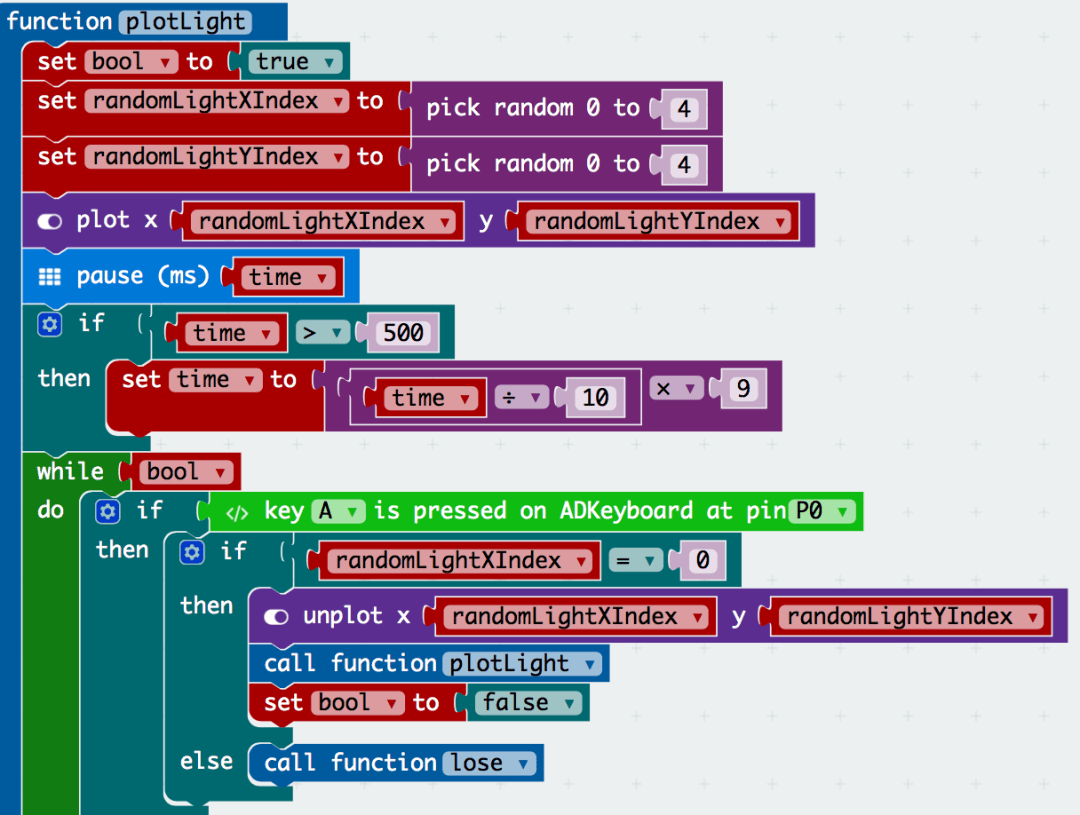 function plotLight
set bool to true
set randomLightXIndex to pick random 0 to 4
set randomLightYIndex to pick random 0 to 4
plot x randomLightXIndex y randomLightYIndex
pause (ms) time
if time > 500
then set time to time ÷ 10 × 9
while bool
do if </> key A is pressed on ADKeyboard at pin P0
then if randomLightXIndex = 0
then unplot x randomLightXIndex y randomLightYIndex
call function plotLight
set bool to false
else call function lose